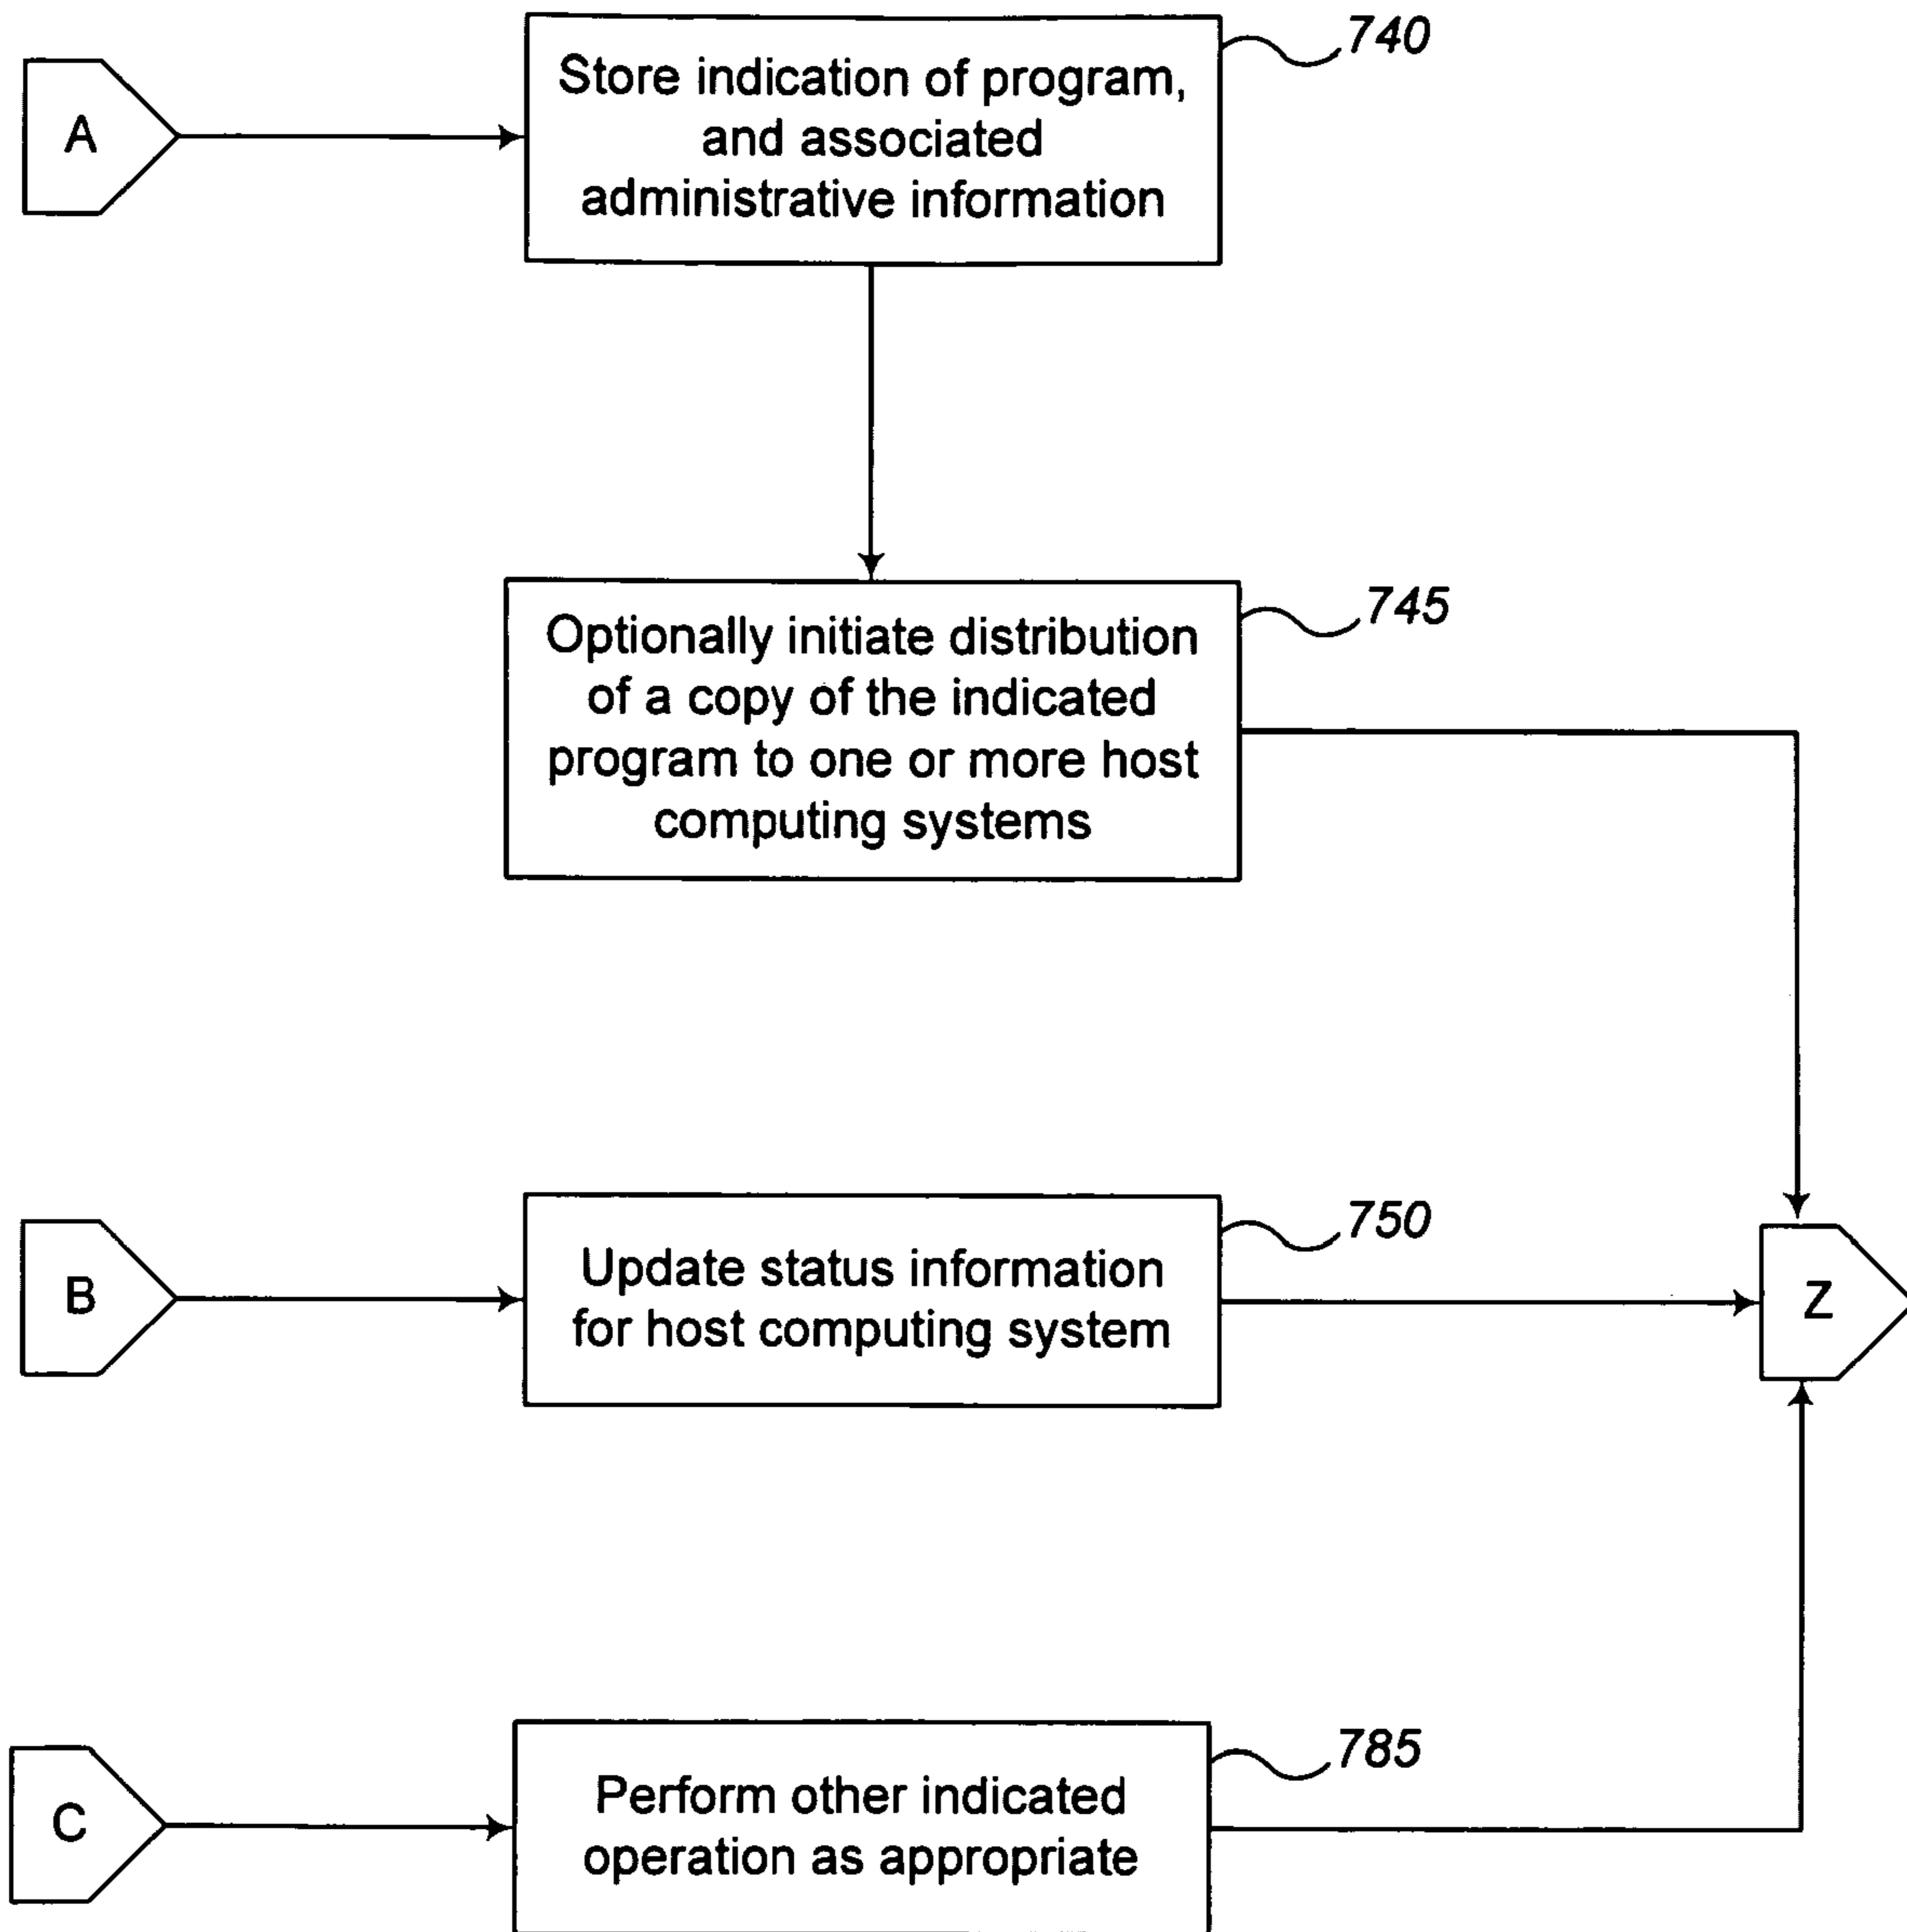 740
A
Store indication of program,
and associated
administrative information
745
Optionally initiate distribution
of a copy of the indicated
program to one or more host
computing systems
750
B
Update status information
for host computing system
Z
785
C
Perform other indicated
operation as appropriate